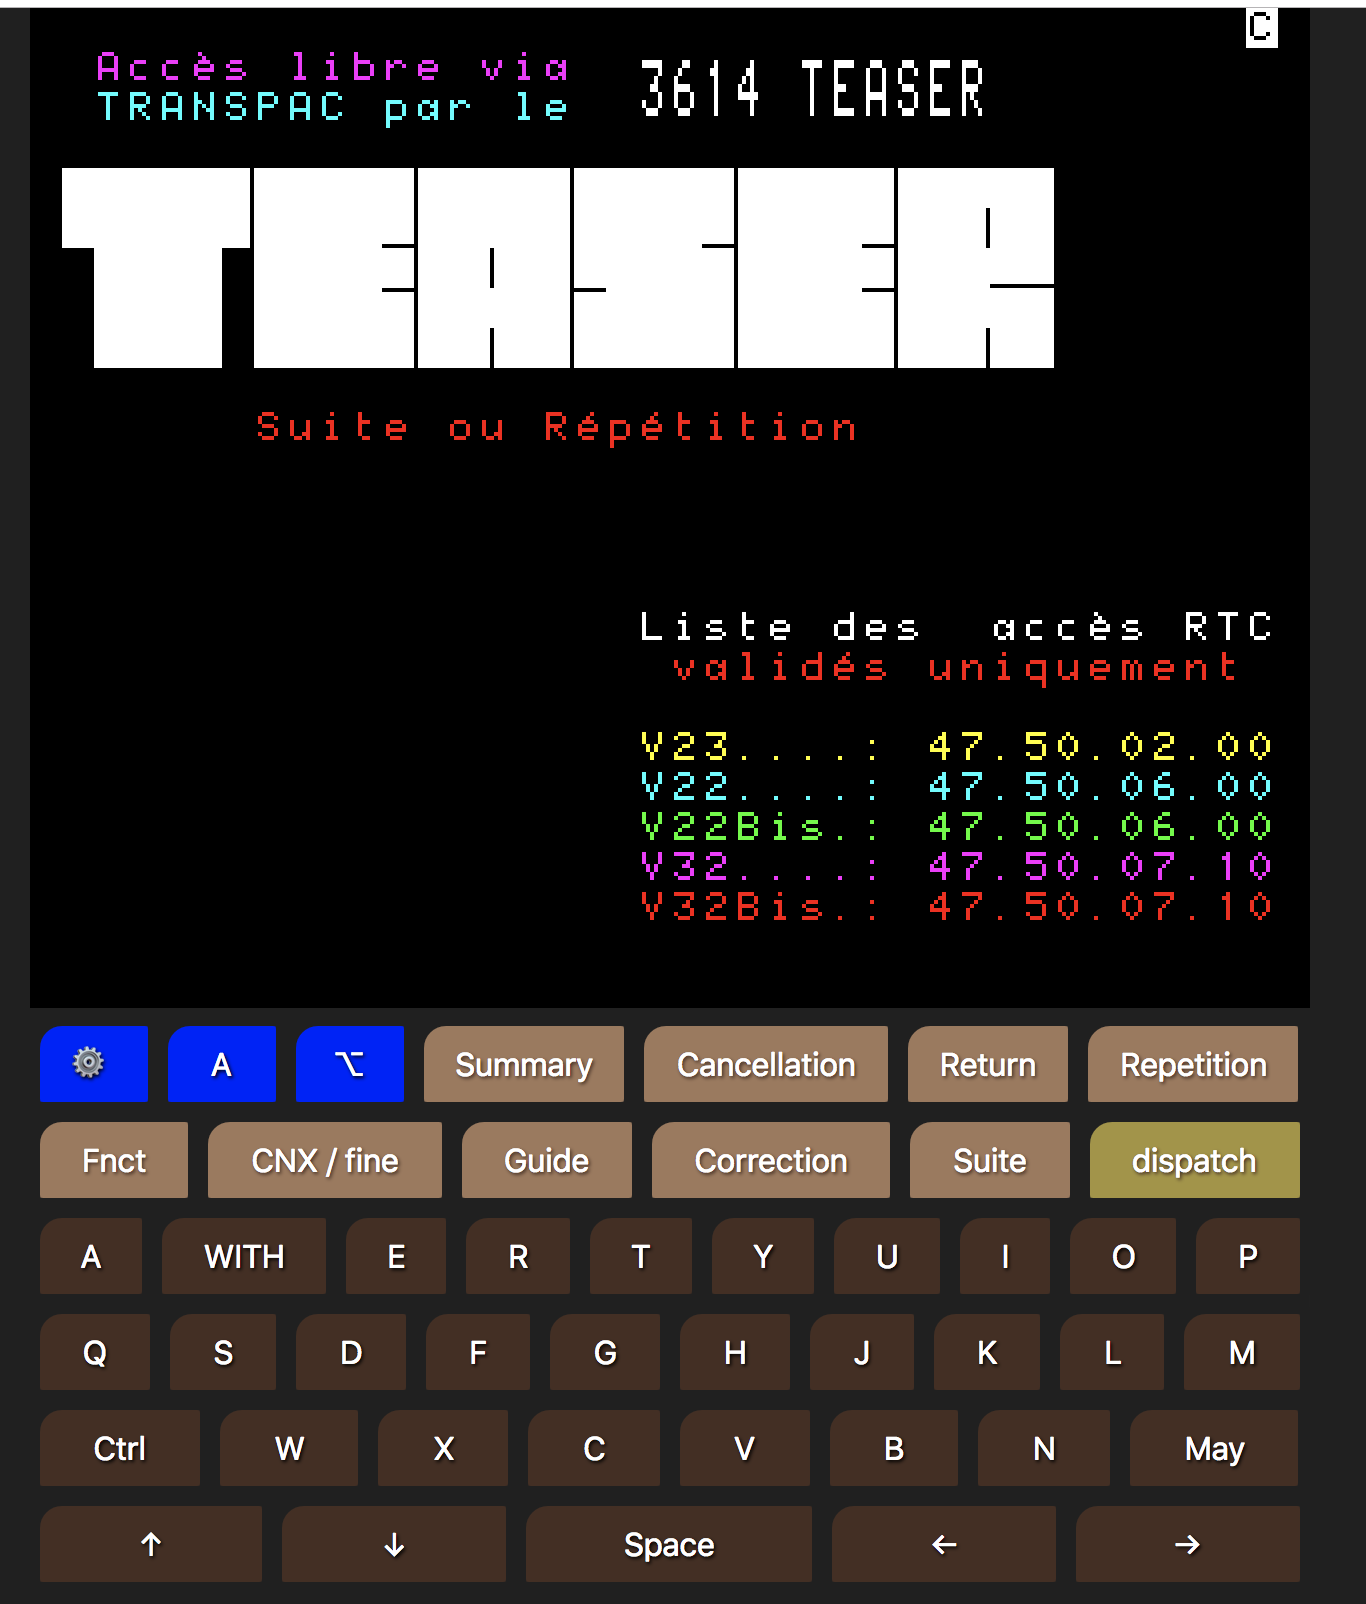 C
Accès libre via 3614 TEASER
TRANSPAC par le
TEASER
Suite ou Répétition
Liste des accès RTC
validés uniquement
V23....: 47.50.02.00
V22....: 47.50.06.00
V22Bis.: 47.50.06.00
V32....: 47.50.07.10
V32Bis.: 47.50.07.10
A ⌥ Summary Cancellation Return Repetition
Fnct CNX / fine Guide Correction Suite dispatch
A WITH E R T Y U I O P
Q S D F G H J K L M
Ctrl W X C V B N May
↑ ↓ Space ← →